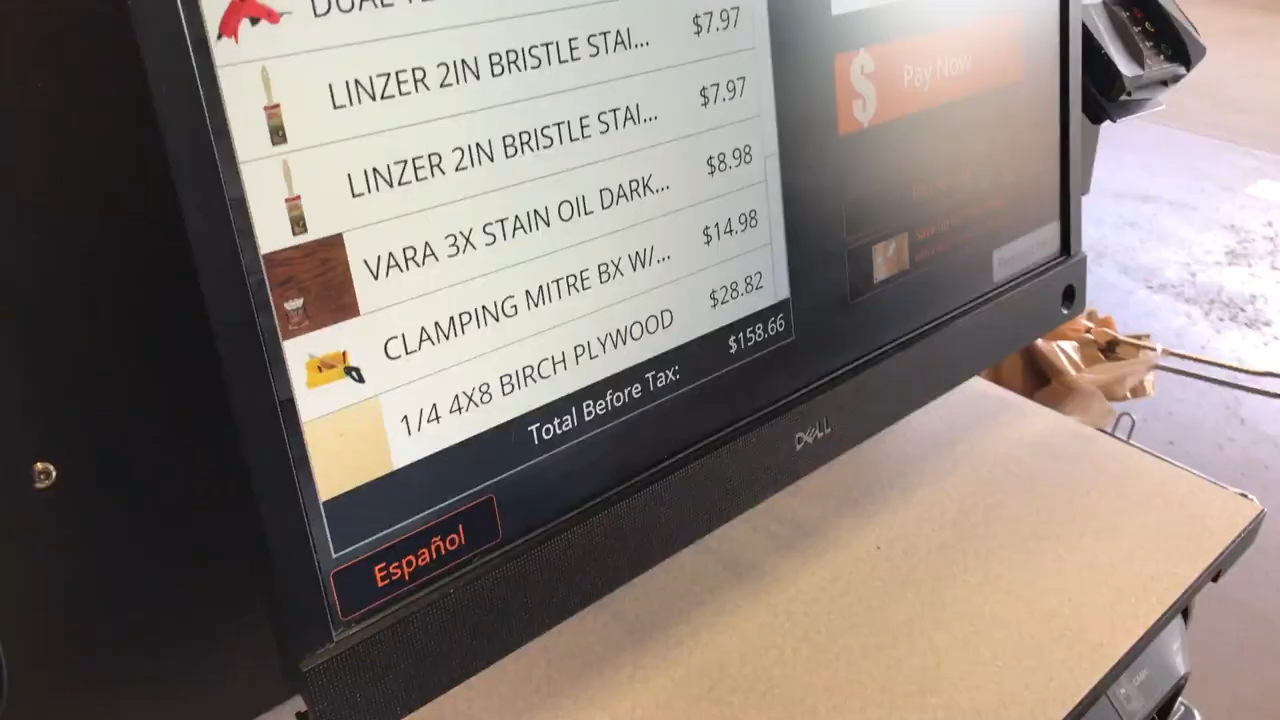 DUAL
LINZER 2IN BRISTLE STAI... $7.97
LINZER 2IN BRISTLE STAI... $7.97
VARA 3X STAIN OIL DARK... $8.98
CLAMPING MITRE BX W/... $14.98
1/4 4X8 BIRCH PLYWOOD $28.82
Total Before Tax: $158.66
Español
$ Pay Now
DELL